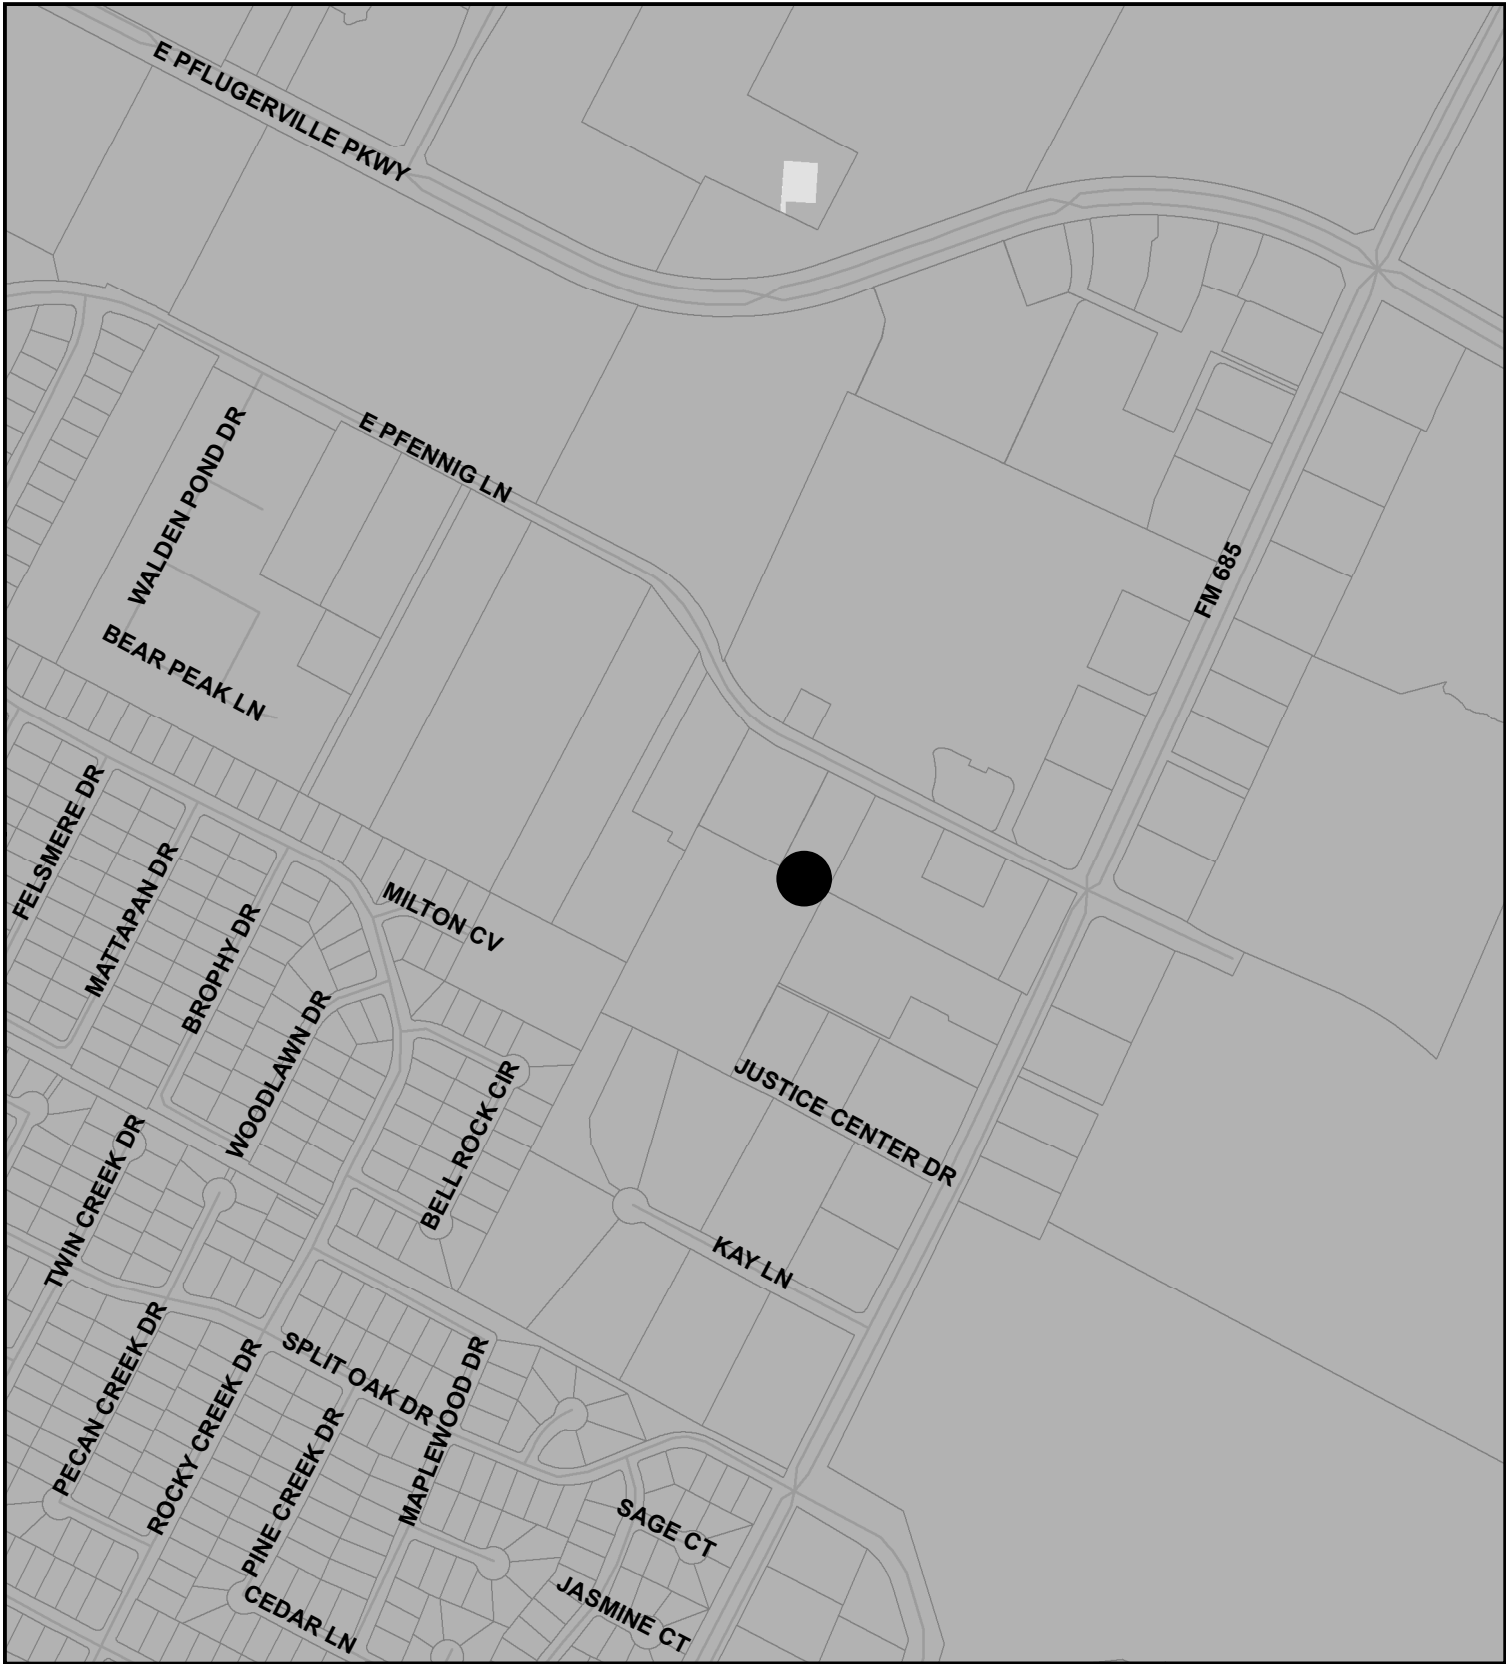 E PFLUGERVILLE PKWY
E PFENNIG LN
WALDEN POND DR
FM 685
BEAR PEAK LN
FELSMERE DR
MATTAPAN DR
MILTON CV
BROPHY DR
WOODLAWN DR
JUSTICE CENTER DR
BELL ROCK CIR
TWIN CREEK DR
KAY LN
PECAN CREEK DR
SPLIT OAK DR
ROCKY CREEK DR
MAPLEWOOD DR
PINE CREEK DR
SAGE CT
JASMINE CT
CEDAR LN